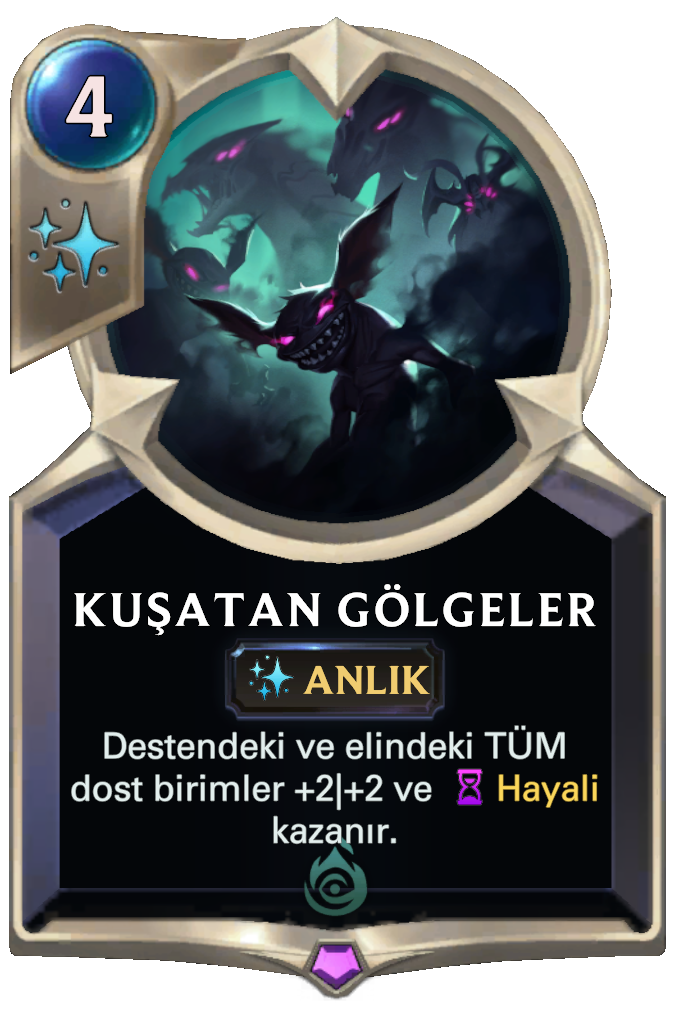 4
KUŞATAN GÖLGELER
ANLIK
Destendeki ve elindeki TÜM
dost birimler +2|+2 ve Hayali
kazanır.